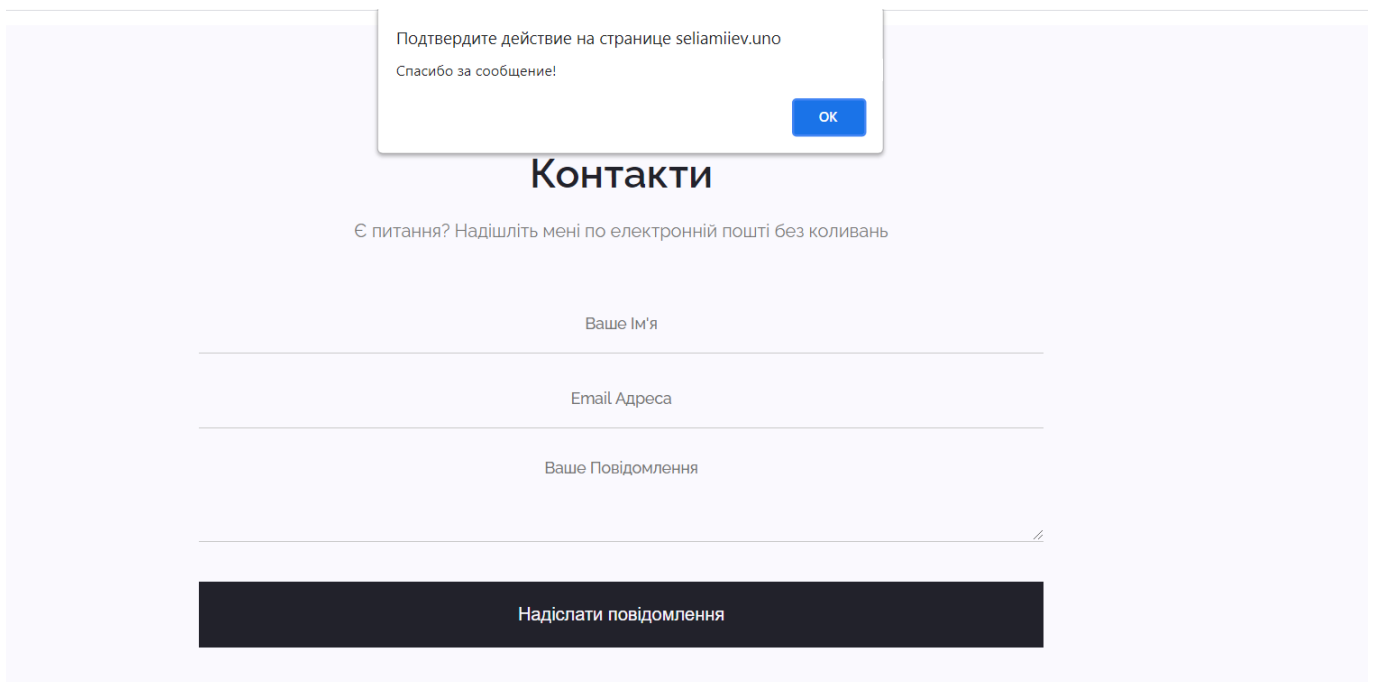 Подтвердите действие на странице seliamiiev.uno
Спасибо за сообщение!
ОК
Контакти
Є питання? Надішліть мені по електронній пошті без коливань
Ваше Ім'я
Email Адреса
Ваше Повідомлення
Надіслати повідомлення